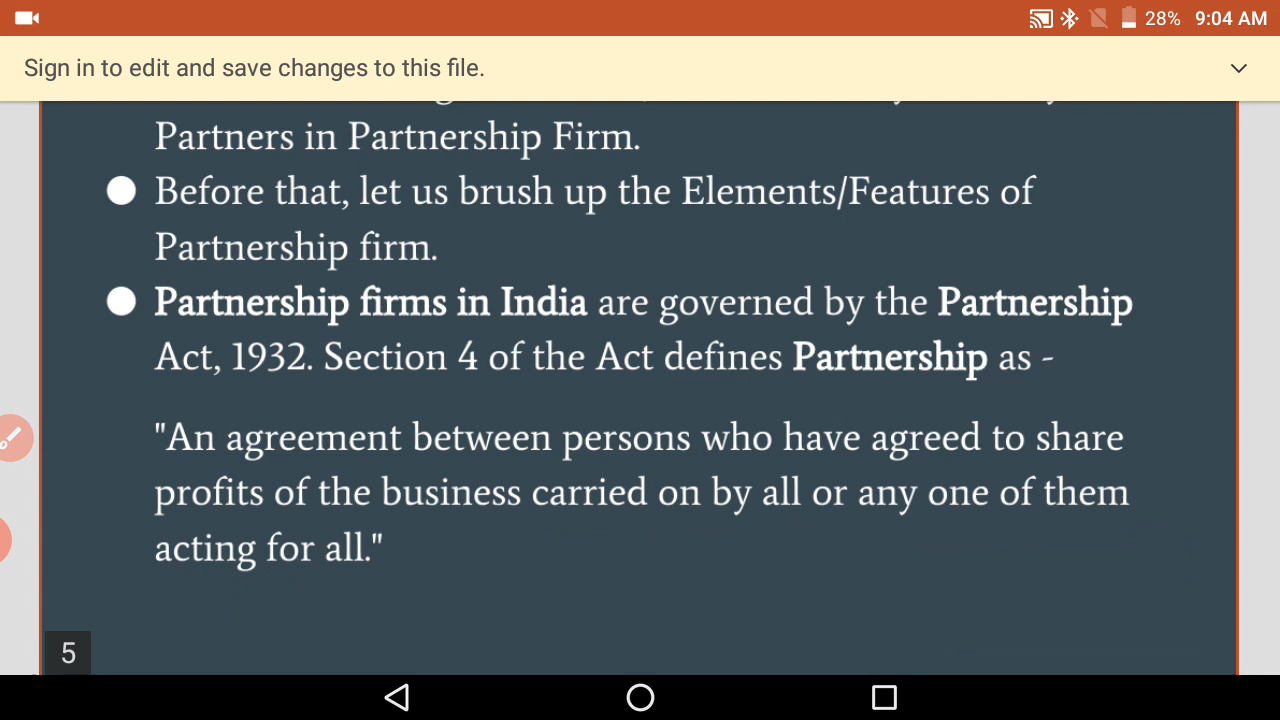 28% 9:04 AM
Sign in to edit and save changes to this file.
Partners in Partnership Firm.
Before that, let us brush up the Elements/Features of
Partnership firm.
Partnership firms in India are governed by the Partnership
Act, 1932. Section 4 of the Act defines Partnership as -
"An agreement between persons who have agreed to share
profits of the business carried on by all or any one of them
acting for all."
5